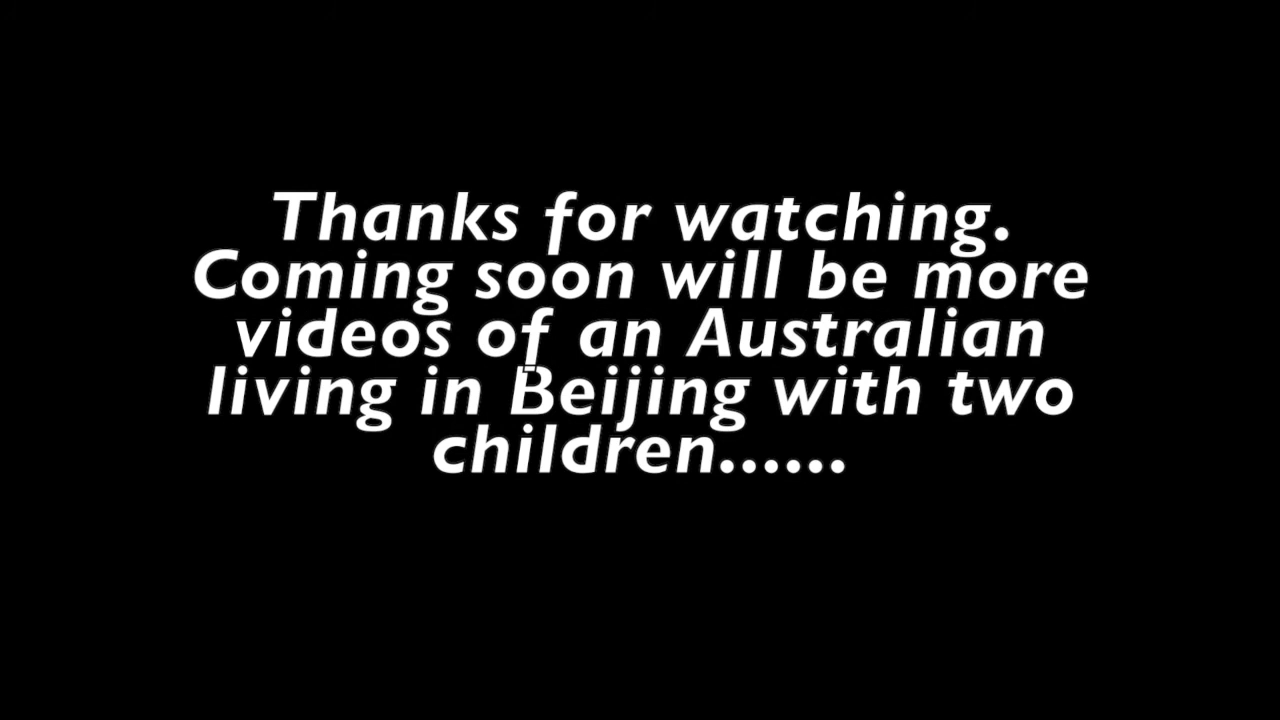 Thanks for watching.
Coming soon will be more
videos of an Australian
living in Beijing with two
children......